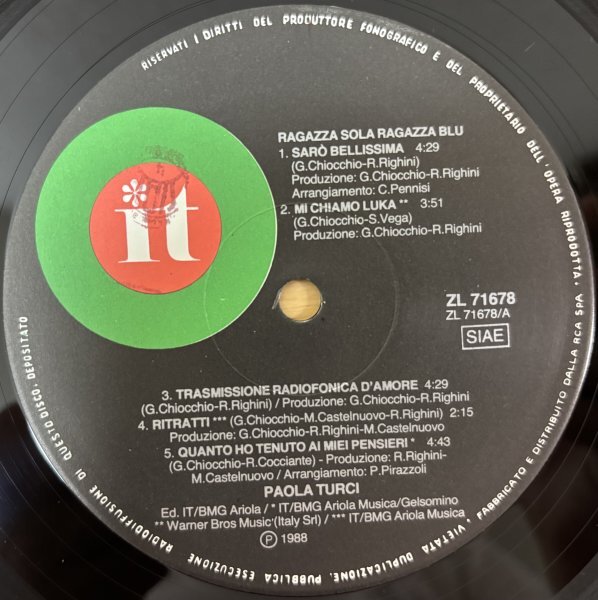 RISERVATI I DIRITTI DEL PRODUTTORE FONOGRAFICO E DEL PROPRIETARIO DELL'OPERA RIPRODOTTA. VIETATA DUPLICAZIONE, PUBBLICA ESECUZIONE RADIODIFFUSIONE DI QUESTO DISCO, DEPOSITATO
FABBRICATO E DISTRIBUITO DALLA RCA SPA.
it
RAGAZZA SOLA RAGAZZA BLU
1. SARÒ BELLISSIMA 4:29
(G.Chiocchio-R.Righini)
Produzione: G.Chiocchio-R.Righini
Arrangiamento: C.Pennisi
2. MI CHIAMO LUKA ** 3:51
(G.Chiocchio-S.Vega)
Produzione: G.Chiocchio-R.Righini
ZL 71678
ZL 71678/A
SIAE
3. TRASMISSIONE RADIOFONICA D'AMORE 4:29
(G.Chiocchio-R.Righini) / Produzione: G.Chiocchio-R.Righini
4. RITRATTI *** (G.Chiocchio-M.Castelnuovo-R.Righini) 2:15
Produzione: G.Chiocchio-M.Castelnuovo-R.Righini
5. QUANTO HO TENUTO AI MIEI PENSIERI * 4:43
(G.Chiocchio-R.Cocciante) - Produzione: R.Righini-
M.Castelnuovo / Arrangiamento: P.Pirazzoli
PAOLA TURCI
Ed. IT/BMG Ariola / * IT/BMG Ariola Musica/Gelsomino
** Warner Bros Music (Italy Srl) / *** IT/BMG Ariola Musica
℗ 1988